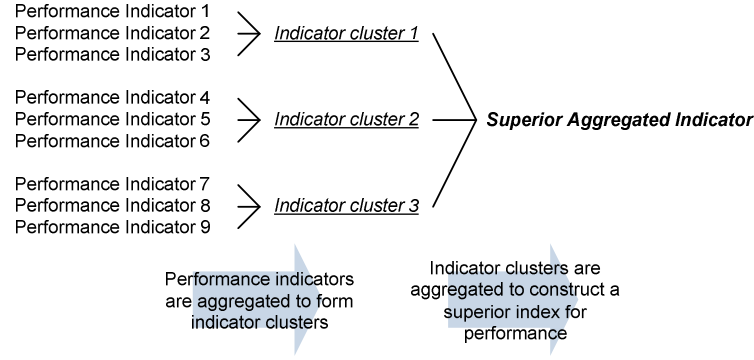 Performance Indicator 1
Performance Indicator 2
Performance Indicator 3
Indicator cluster 1
Performance Indicator 4
Performance Indicator 5
Performance Indicator 6
Indicator cluster 2
Performance Indicator 7
Performance Indicator 8
Performance Indicator 9
Indicator cluster 3
Superior Aggregated Indicator
Performance indicators
are aggregated to form
indicator clusters
Indicator clusters are
aggregated to construct a
superior index for
performance